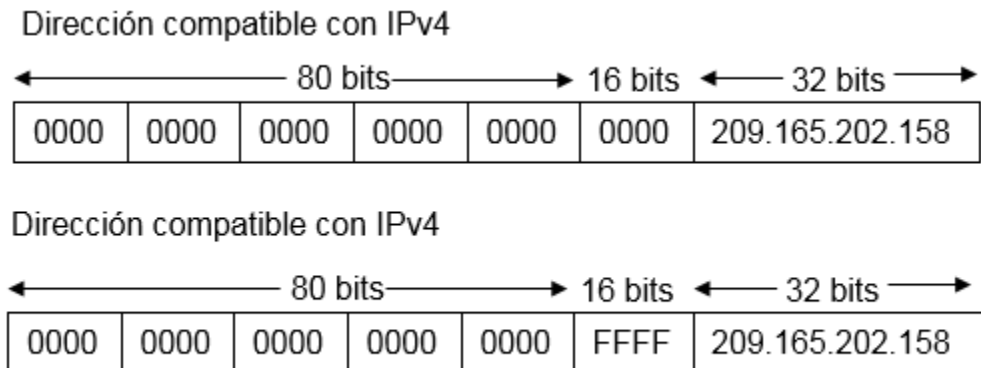 Dirección compatible con IPv4
80 bits 16 bits 32 bits
0000 0000 0000 0000 0000 0000 209.165.202.158
Dirección compatible con IPv4
80 bits 16 bits 32 bits
0000 0000 0000 0000 0000 FFFF 209.165.202.158